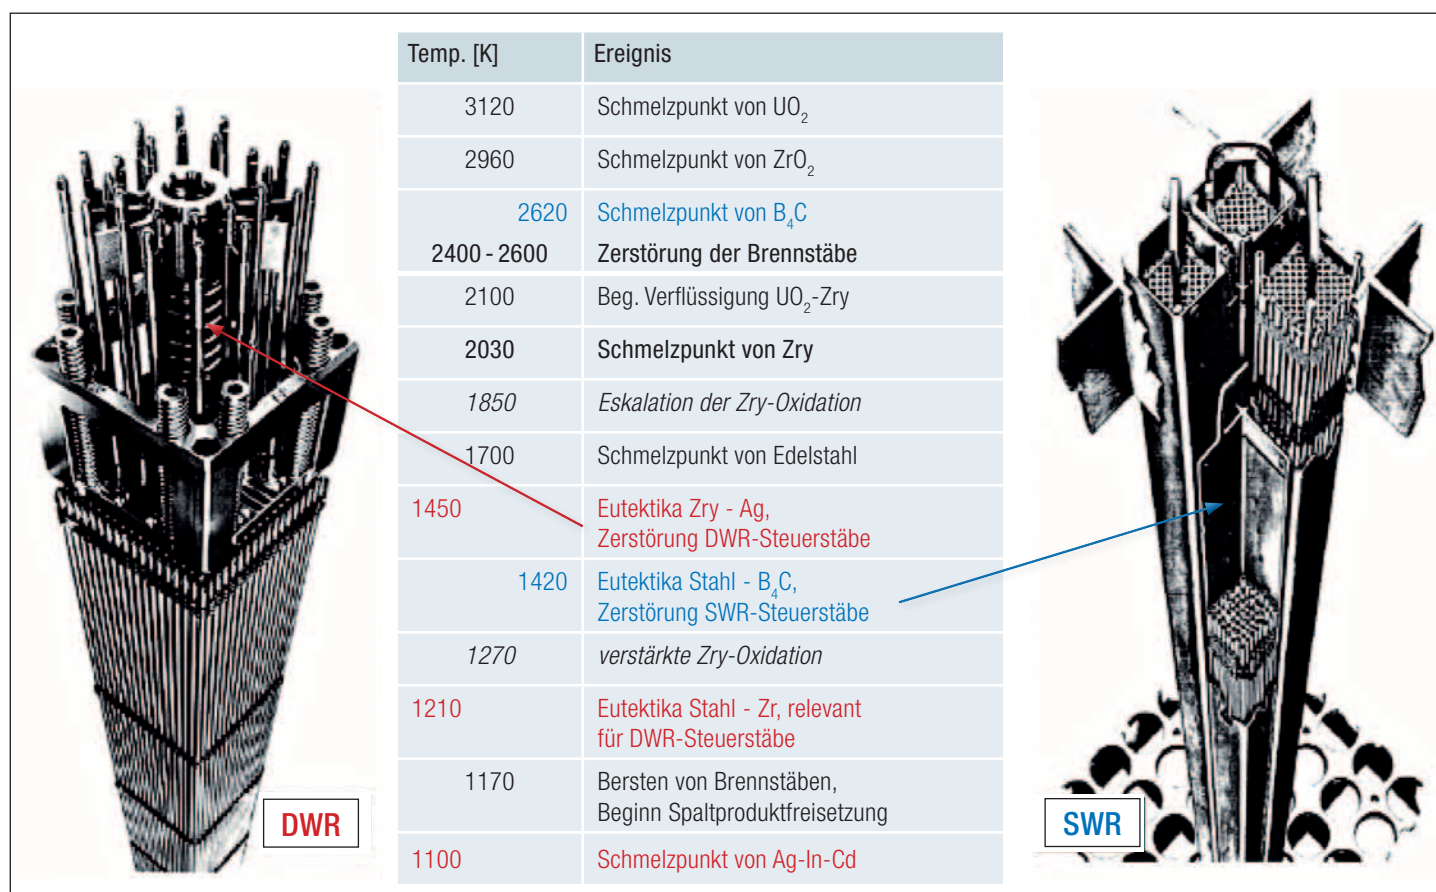 Temp. [K] Ereignis
3120 Schmelzpunkt von UO₂
2960 Schmelzpunkt von ZrO₂
2620 Schmelzpunkt von B₄C
2400 - 2600 Zerstörung der Brennstäbe
2100 Beg. Verflüssigung UO₂-Zry
2030 Schmelzpunkt von Zry
1850 Eskalation der Zry-Oxidation
1700 Schmelzpunkt von Edelstahl
1450 Eutektika Zry - Ag,
Zerstörung DWR-Steuerstäbe
1420 Eutektika Stahl - B₄C,
Zerstörung SWR-Steuerstäbe
1270 verstärkte Zry-Oxidation
1210 Eutektika Stahl - Zr, relevant
für DWR-Steuerstäbe
1170 Bersten von Brennstäben,
Beginn Spaltproduktfreisetzung
1100 Schmelzpunkt von Ag-In-Cd
DWR
SWR